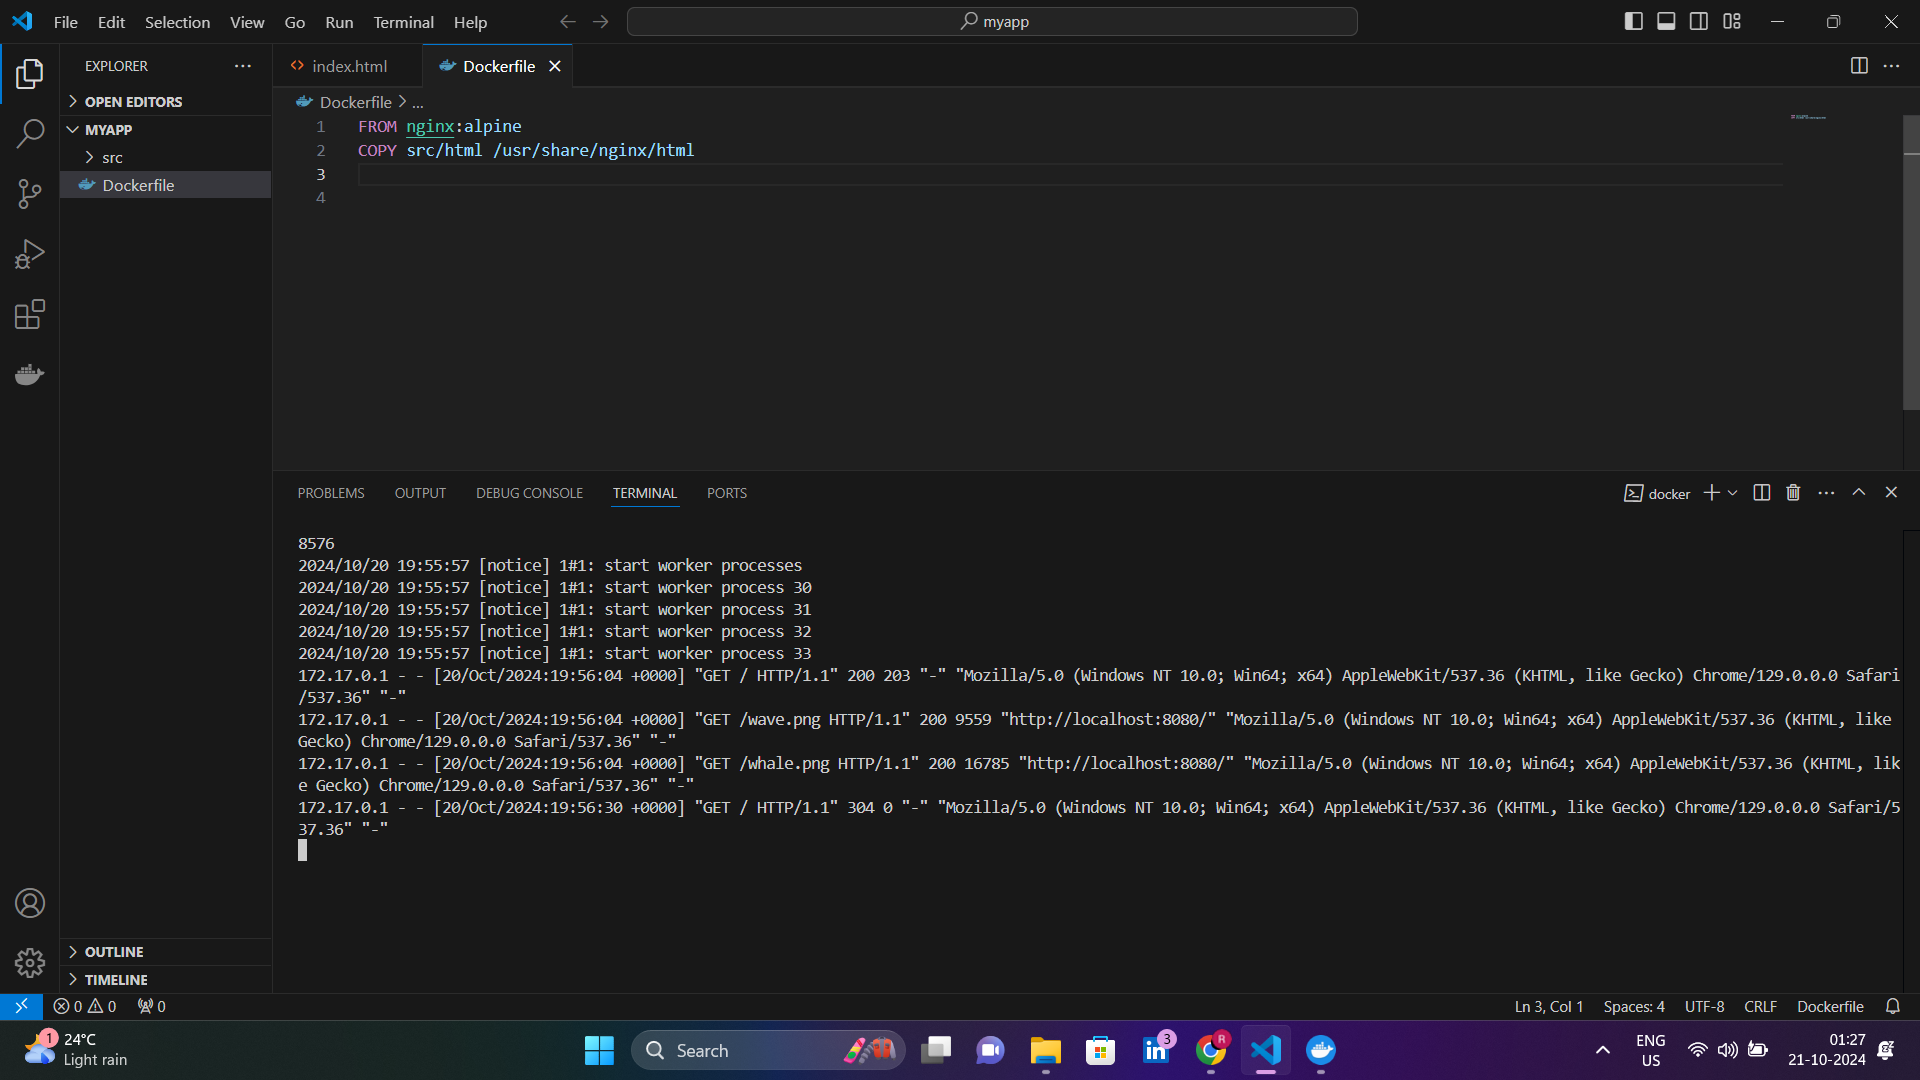 File Edit Selection View Go Run Terminal Help
myapp
EXPLORER
OPEN EDITORS
MYAPP
src
Dockerfile
index.html
Dockerfile
Dockerfile > ...
1 FROM nginx:alpine
2 COPY src/html /usr/share/nginx/html
3
4
PROBLEMS OUTPUT DEBUG CONSOLE TERMINAL PORTS
docker
8576
2024/10/20 19:55:57 [notice] 1#1: start worker processes
2024/10/20 19:55:57 [notice] 1#1: start worker process 30
2024/10/20 19:55:57 [notice] 1#1: start worker process 31
2024/10/20 19:55:57 [notice] 1#1: start worker process 32
2024/10/20 19:55:57 [notice] 1#1: start worker process 33
172.17.0.1 - - [20/Oct/2024:19:56:04 +0000] "GET / HTTP/1.1" 200 203 "-" "Mozilla/5.0 (Windows NT 10.0; Win64; x64) AppleWebKit/537.36 (KHTML, like Gecko) Chrome/129.0.0.0 Safari
/537.36" "-"
172.17.0.1 - - [20/Oct/2024:19:56:04 +0000] "GET /wave.png HTTP/1.1" 200 9559 "http://localhost:8080/" "Mozilla/5.0 (Windows NT 10.0; Win64; x64) AppleWebKit/537.36 (KHTML, like
Gecko) Chrome/129.0.0.0 Safari/537.36" "-"
172.17.0.1 - - [20/Oct/2024:19:56:04 +0000] "GET /whale.png HTTP/1.1" 200 16785 "http://localhost:8080/" "Mozilla/5.0 (Windows NT 10.0; Win64; x64) AppleWebKit/537.36 (KHTML, lik
e Gecko) Chrome/129.0.0.0 Safari/537.36" "-"
172.17.0.1 - - [20/Oct/2024:19:56:30 +0000] "GET / HTTP/1.1" 304 0 "-" "Mozilla/5.0 (Windows NT 10.0; Win64; x64) AppleWebKit/537.36 (KHTML, like Gecko) Chrome/129.0.0.0 Safari/5
37.36" "-"
OUTLINE
TIMELINE
0 0 0
Ln 3, Col 1 Spaces: 4 UTF-8 CRLF Dockerfile
1
24°C
Light rain
Search
in
3
R
ENG
US
01:27
21-10-2024